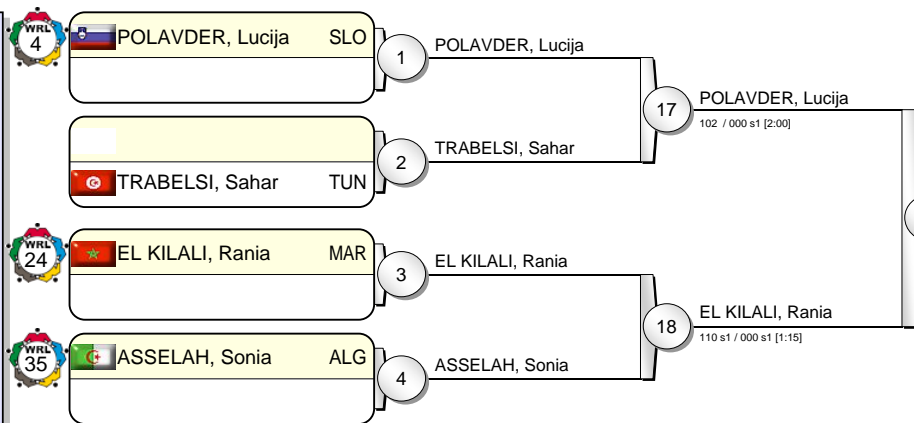 WRL
4
POLAVDER, Lucija SLO
1
POLAVDER, Lucija
17
POLAVDER, Lucija
102 / 000 s1 [2:00]
2
TRABELSI, Sahar
TRABELSI, Sahar TUN
WRL
24
EL KILALI, Rania MAR
3
EL KILALI, Rania
18
EL KILALI, Rania
110 s1 / 000 s1 [1:15]
WRL
35
ASSELAH, Sonia ALG
4
ASSELAH, Sonia